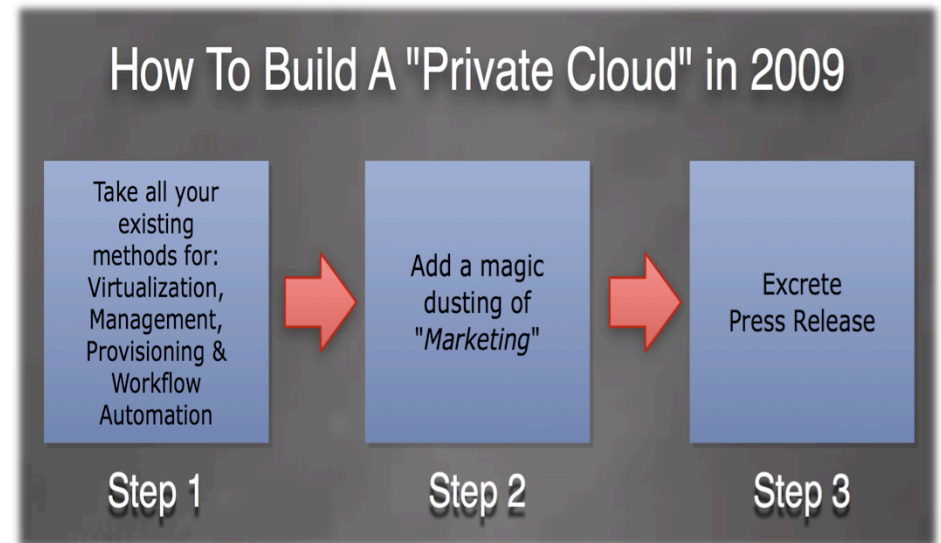 How To Build A "Private Cloud" in 2009
Take all your
existing
methods for:
Virtualization,
Management,
Provisioning &
Workflow
Automation
Add a magic
dusting of
"Marketing"
Excrete
Press Release
Step 1
Step 2
Step 3